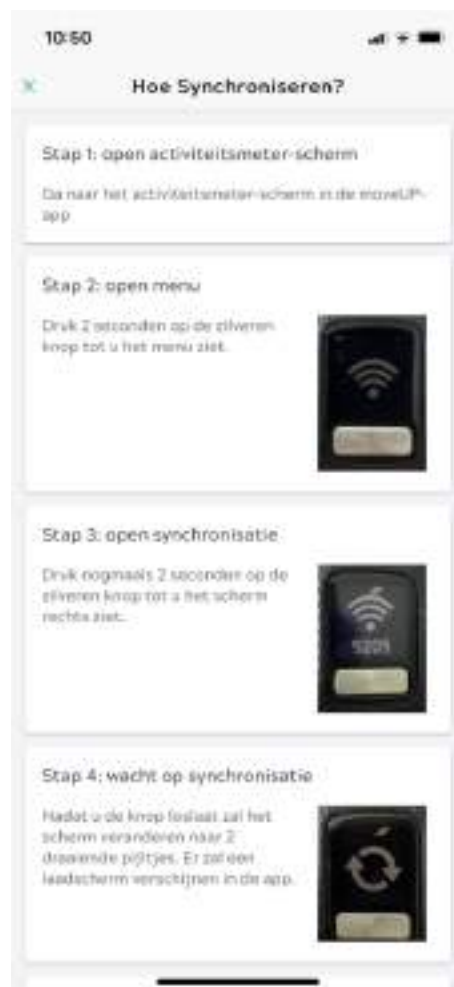 10:50
Hoe Synchroniseren?
Stap 1: open activiteitsmeter-scherm
Ga naar het activiteitsmeter-scherm in de moveUP-
app
Stap 2: open menu
Druk 2 seconden op de zilveren
knop tot u het menu ziet.
Stap 3: open synchronisatie
Druk nogmaals 2 seconden op de
zilveren knop tot u het scherm
rechts ziet.
Stap 4: wacht op synchronisatie
Nadat u de knop loslaat zal het
scherm veranderen naar 2
draaiende pijltjes. Er zal een
laadscherm verschijnen in de app.